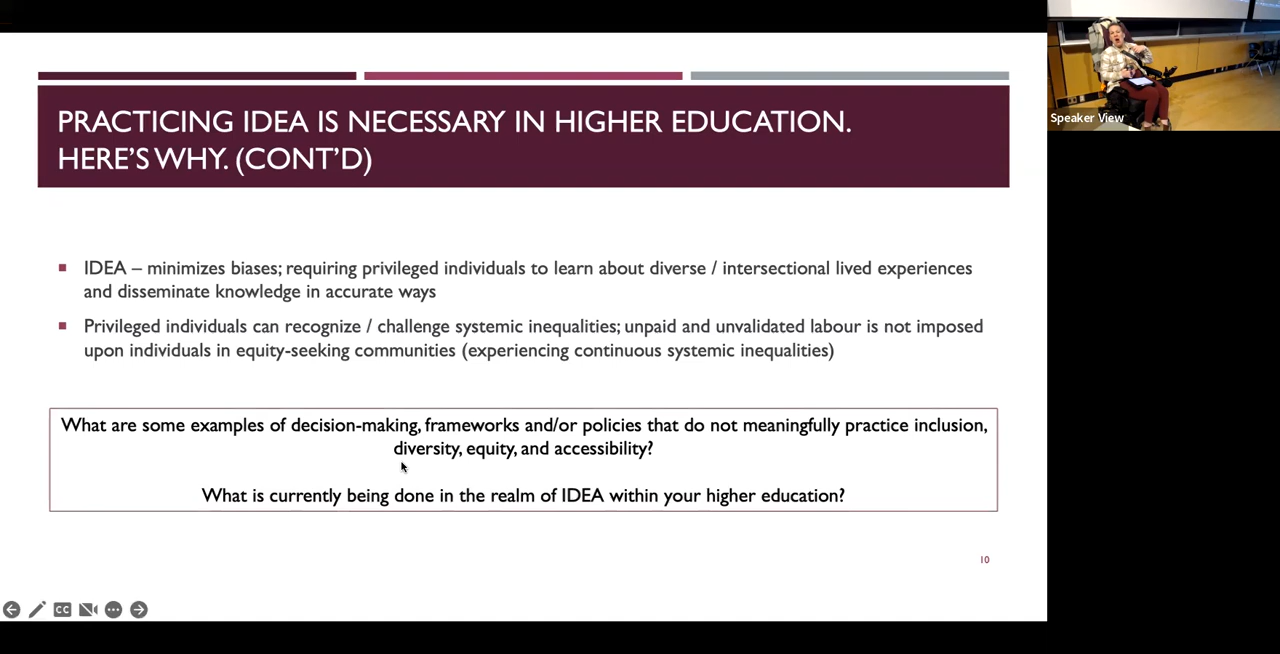 PRACTICING IDEA IS NECESSARY IN HIGHER EDUCATION.
HERE'S WHY. (CONT'D)
IDEA – minimizes biases; requiring privileged individuals to learn about diverse / intersectional lived experiences
and disseminate knowledge in accurate ways
Privileged individuals can recognize / challenge systemic inequalities; unpaid and unvalidated labour is not imposed
upon individuals in equity-seeking communities (experiencing continuous systemic inequalities)
What are some examples of decision-making, frameworks and/or policies that do not meaningfully practice inclusion,
diversity, equity, and accessibility?
What is currently being done in the realm of IDEA within your higher education?
10
CC
Speaker View